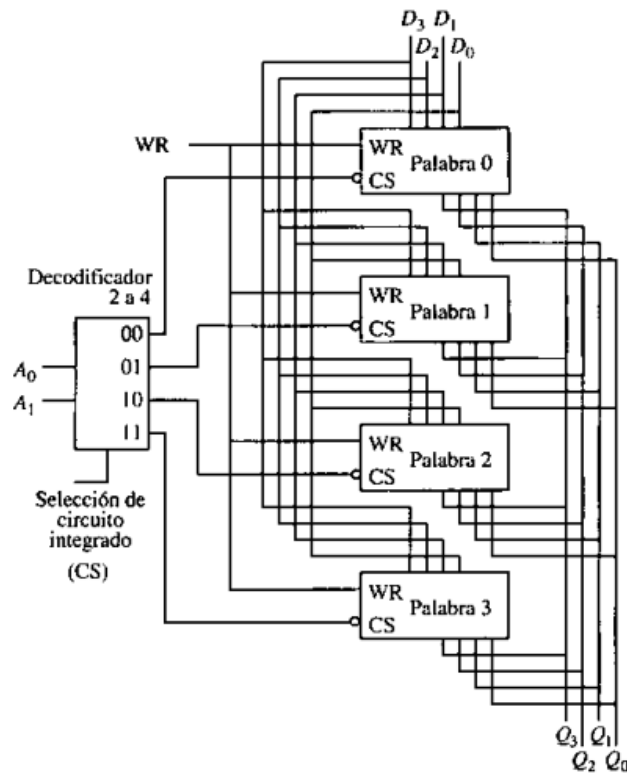 D₃ D₁
D₂ D₀
WR
WR
Palabra 0
CS
Decodificador
2 a 4
WR
Palabra 1
CS
00
A₀
01
A₁
10
11
WR
Palabra 2
CS
Selección de
circuito
integrado
(CS)
WR
Palabra 3
CS
Q₃ Q₁
Q₂ Q₀